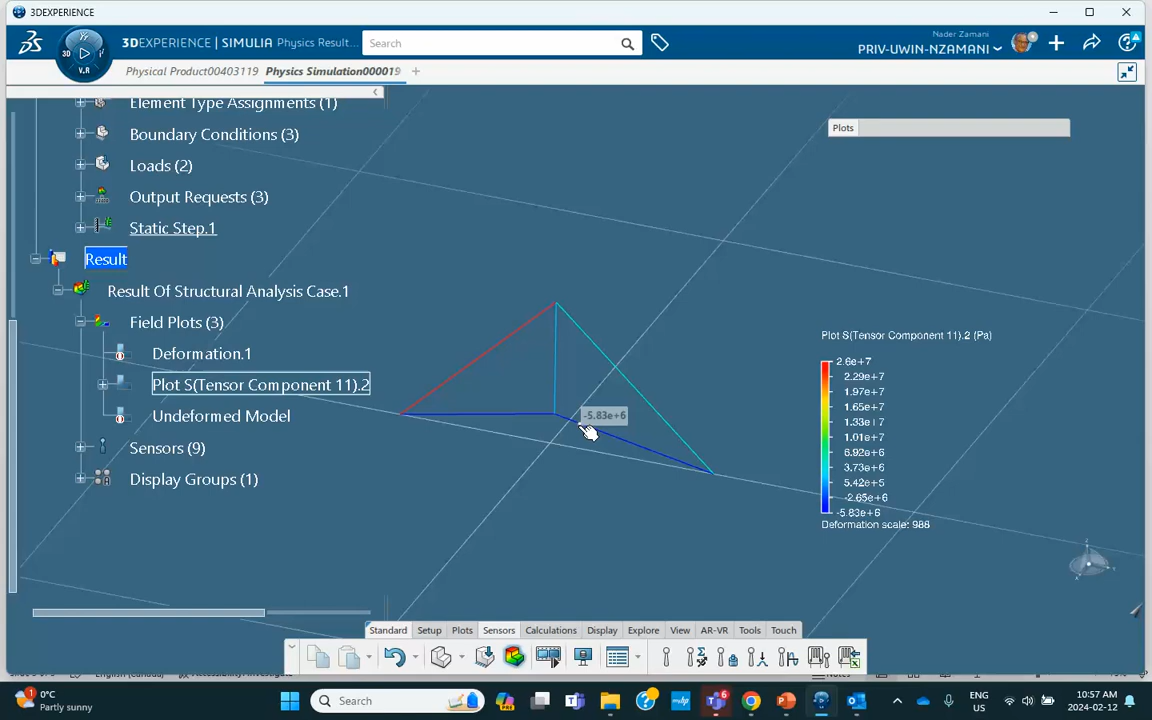 3DEXPERIENCE
3DEXPERIENCE | SIMULIA Physics Result...
Search
Nader Zamani
PRIV-UWIN-NZAMANI
3D
V.R
Physical Product00403119
Physics Simulation000019
Element Type Assignments (1)
Boundary Conditions (3)
Loads (2)
Output Requests (3)
Static Step.1
Result
Result Of Structural Analysis Case.1
Field Plots (3)
Deformation.1
Plot S(Tensor Component 11).2
Undeformed Model
Sensors (9)
Display Groups (1)
Plots
-5.83e+6
Plot S(Tensor Component 11).2 (Pa)
2.6e+7
2.29e+7
1.97e+7
1.65e+7
1.33e+7
1.01e+7
6.92e+6
3.73e+6
5.42e+5
-2.65e+6
-5.83e+6
Deformation scale: 988
Standard Setup Plots Sensors Calculations Display Explore View AR-VR Tools Touch
1
0°C
Partly sunny
Search
6
ENG
US
10:57 AM
2024-02-12